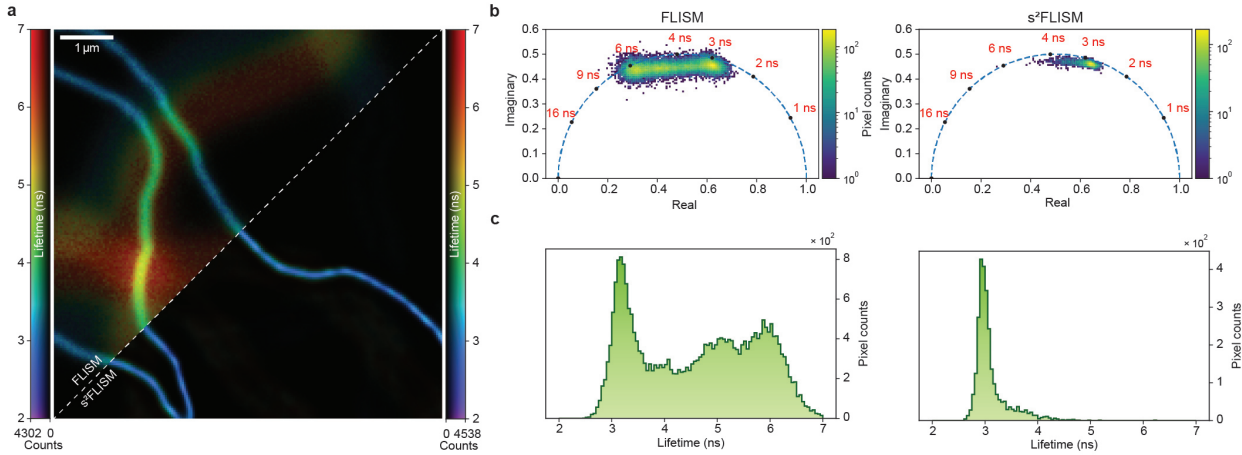 a
1 µm
7
6
5
4
3
2
Lifetime (ns)
4302 0
Counts
FLISM
s²FLISM
7
6
5
4
3
2
Lifetime (ns)
0 4538
Counts
b
FLISM
0.6
0.5
0.4
0.3
0.2
0.1
0.0
Imaginary
16 ns
9 ns
6 ns
4 ns
3 ns
2 ns
1 ns
0.0 0.2 0.4 0.6 0.8 1.0
Real
10²
10¹
10⁰
Pixel counts
s²FLISM
0.6
0.5
0.4
0.3
0.2
0.1
0.0
Imaginary
16 ns
9 ns
6 ns
4 ns
3 ns
2 ns
1 ns
0.0 0.2 0.4 0.6 0.8 1.0
Real
10²
10¹
10⁰
Pixel counts
c
× 10²
8
6
4
2
0
Pixel counts
2 3 4 5 6 7
Lifetime (ns)
× 10²
4
3
2
1
0
Pixel counts
2 3 4 5 6 7
Lifetime (ns)